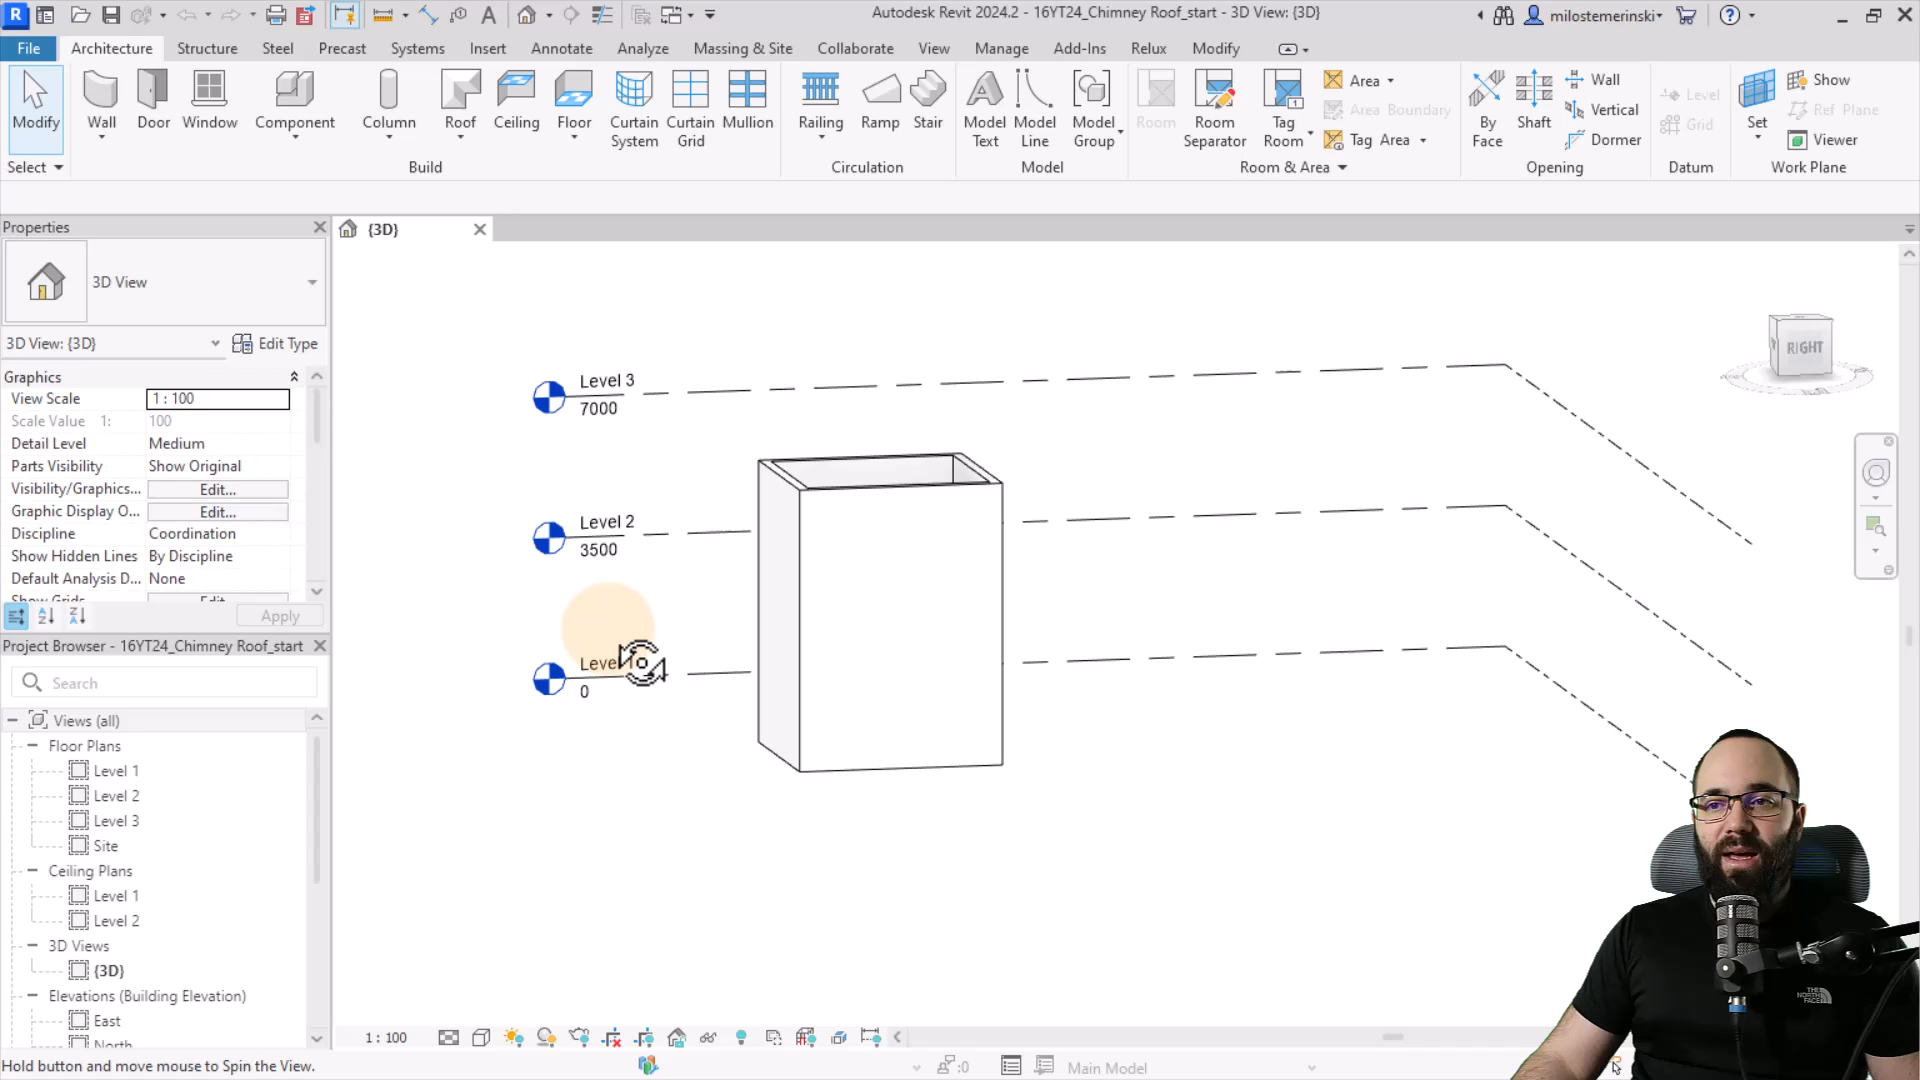 Autodesk Revit 2024.2 - 16YT24_Chimney Roof_start - 3D View: {3D}
milostemerinski
File
Architecture
Structure
Steel
Precast
Systems
Insert
Annotate
Analyze
Massing & Site
Collaborate
View
Manage
Add-Ins
Relux
Modify
Modify
Wall
Door
Window
Component
Column
Roof
Ceiling
Floor
Curtain System
Curtain Grid
Mullion
Railing
Ramp
Stair
Model Text
Model Line
Model Group
Room
Room Separator
Tag Room
Area
Area Boundary
Tag Area
By Face
Shaft
Wall
Vertical
Dormer
Level
Grid
Set
Show
Ref Plane
Viewer
Select
Build
Circulation
Model
Room & Area
Opening
Datum
Work Plane
Properties
{3D}
3D View
3D View: {3D}
Edit Type
Graphics
View Scale 1 : 100
Scale Value 1: 100
Detail Level Medium
Parts Visibility Show Original
Visibility/Graphics... Edit...
Graphic Display O... Edit...
Discipline Coordination
Show Hidden Lines By Discipline
Default Analysis D... None
Show Grids Edit...
Apply
Project Browser - 16YT24_Chimney Roof_start
Search
Views (all)
Floor Plans
Level 1
Level 2
Level 3
Site
Ceiling Plans
Level 1
Level 2
3D Views
{3D}
Elevations (Building Elevation)
East
North
Level 3
7000
Level 2
3500
Level
0
RIGHT
1 : 100
Hold button and move mouse to Spin the View.
:0
Main Model
THE NORTH FACE